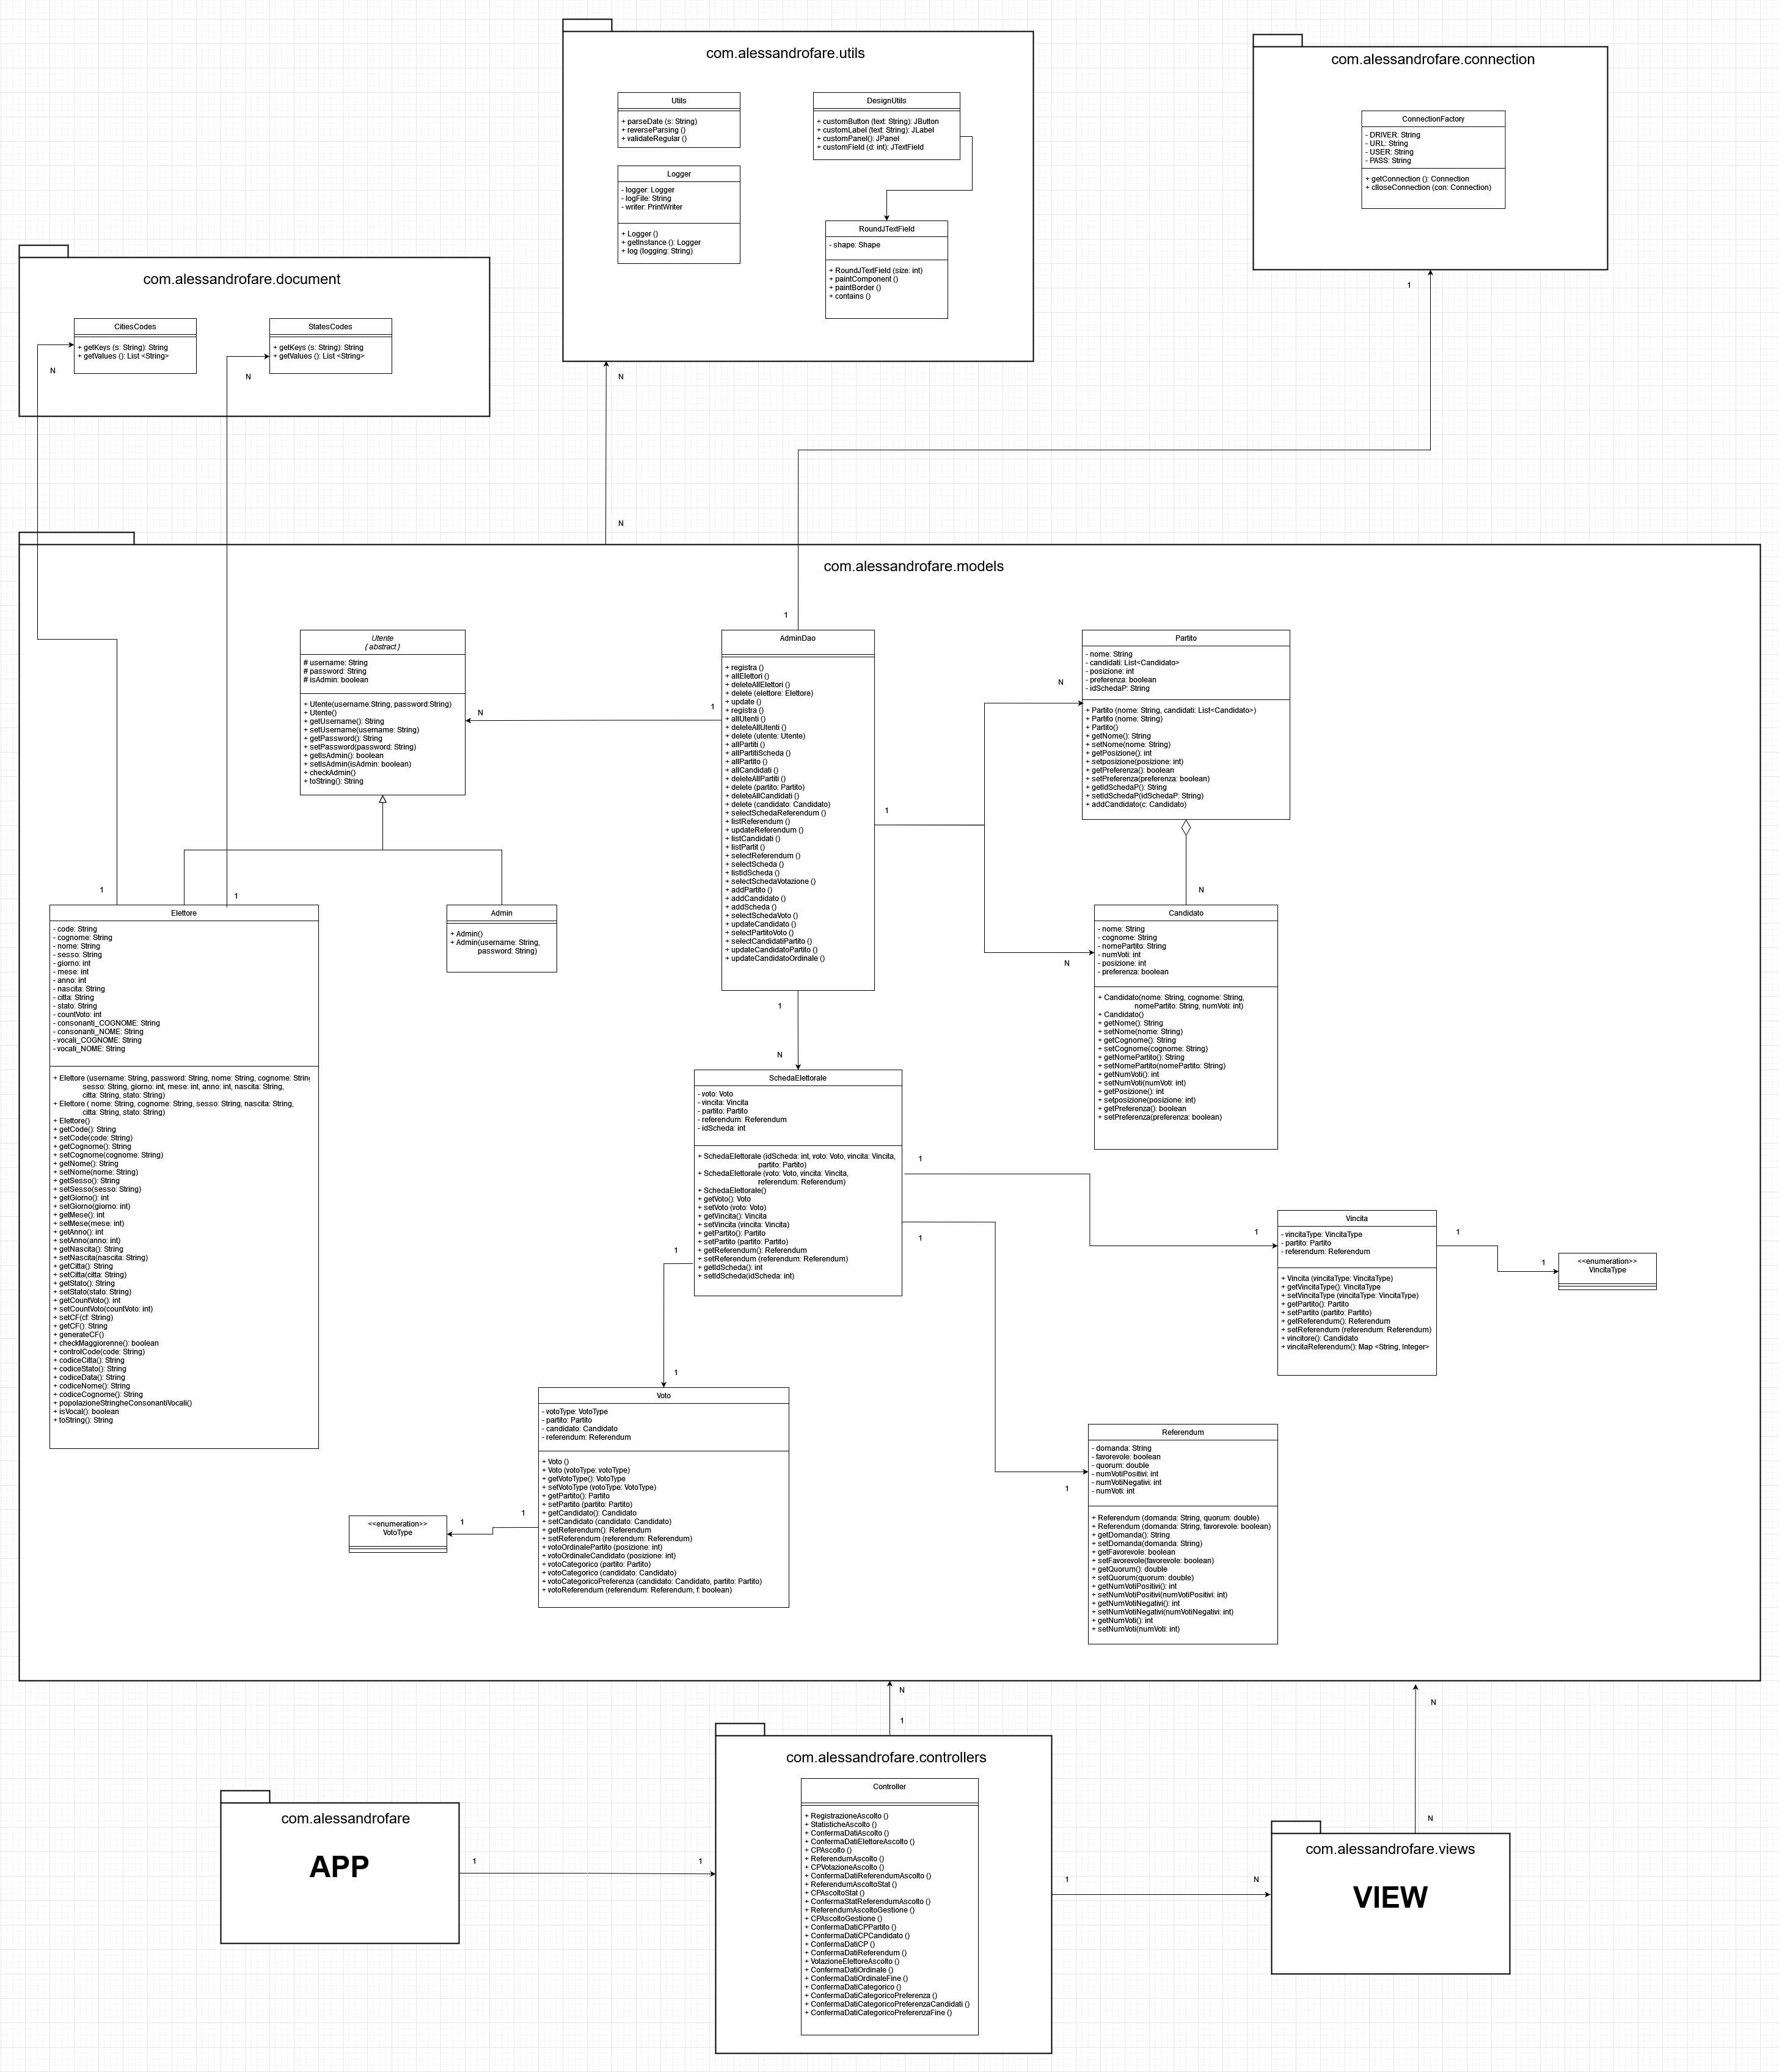 com.alessandrofare.utils
Utils
+ parseDate (s: String)
+ reverseParsing ()
+ validateRegular ()
DesignUtils
+ customButton (text: String): JButton
+ customLabel (text: String): JLabel
+ customPanel(): JPanel
+ customField (d: int): JTextField
Logger
- logger: Logger
- logFile: String
- writer: PrintWriter
+ Logger ()
+ getInstance (): Logger
+ log (logging: String)
RoundJTextField
- shape: Shape
+ RoundJTextField (size: int)
+ paintComponent ()
+ paintBorder ()
+ contains ()
com.alessandrofare.connection
ConnectionFactory
- DRIVER: String
- URL: String
- USER: String
- PASS: String
+ getConnection (): Connection
+ clloseConnection (con: Connection)
1
com.alessandrofare.document
CitiesCodes
+ getKeys (s: String): String
+ getValues (): List <String>
N
StatesCodes
+ getKeys (s: String): String
+ getValues (): List <String>
N
N
N
com.alessandrofare.models
1
Utente
{ abstract }
# username: String
# password: String
# isAdmin: boolean
+ Utente(username:String, password:String)
+ Utente()
+ getUsername(): String
+ setUsername(username: String)
+ getPassword(): String
+ setPassword(password: String)
+ getIsAdmin(): boolean
+ setIsAdmin(isAdmin: boolean)
+ checkAdmin()
+ toString(): String
N
1
AdminDao
+ registra ()
+ allElettori ()
+ deleteAllElettori ()
+ delete (elettore: Elettore)
+ update ()
+ registra ()
+ allUtenti ()
+ deleteAllUtenti ()
+ delete (utente: Utente)
+ allPartiti ()
+ allPartitiScheda ()
+ allPartito ()
+ allCandidati ()
+ deleteAllPartiti ()
+ delete (partito: Partito)
+ deleteAllCandidati ()
+ delete (candidato: Candidato)
+ selectSchedaReferendum ()
+ listReferendum ()
+ updateReferendum ()
+ listCandidati ()
+ listPartit ()
+ selectReferendum ()
+ selectScheda ()
+ listIdScheda ()
+ selectSchedaVotazione ()
+ addPartito ()
+ addCandidato ()
+ addScheda ()
+ selectSchedaVoto ()
+ updateCandidato ()
+ selectPartitoVoto ()
+ selectCandidatiPartito ()
+ updateCandidatoPartito ()
+ updateCandidatoOrdinale ()
1
N
N
Partito
- nome: String
- candidati: List<Candidato>
- posizione: int
- preferenza: boolean
- idSchedaP: String
+ Partito (nome: String, candidati: List<Candidato>)
+ Partito (nome: String)
+ Partito()
+ getNome(): String
+ setNome(nome: String)
+ getPosizione(): int
+ setposizione(posizione: int)
+ getPreferenza(): boolean
+ setPreferenza(preferenza: boolean)
+ getIdSchedaP(): String
+ setIdSchedaP(idSchedaP: String)
+ addCandidato(c: Candidato)
N
1
1
Elettore
- code: String
- cognome: String
- nome: String
- sesso: String
- giorno: int
- mese: int
- anno: int
- nascita: String
- citta: String
- stato: String
- countVoto: int
- consonanti_COGNOME: String
- consonanti_NOME: String
- vocali_COGNOME: String
- vocali_NOME: String
+ Elettore (username: String, password: String, nome: String, cognome: String
sesso: String, giorno: int, mese: int, anno: int, nascita: String,
citta: String, stato: String)
+ Elettore ( nome: String, cognome: String, sesso: String, nascita: String,
citta: String, stato: String)
+ Elettore()
+ getCode(): String
+ setCode(code: String)
+ getCognome(): String
+ setCognome(cognome: String)
+ getNome(): String
+ setNome(nome: String)
+ getSesso(): String
+ setSesso(sesso: String)
+ getGiorno(): int
+ setGiorno(giorno: int)
+ getMese(): int
+ setMese(mese: int)
+ getAnno(): int
+ setAnno(anno: int)
+ getNascita(): String
+ setNascita(nascita: String)
+ getCitta(): String
+ setCitta(citta: String)
+ getStato(): String
+ setStato(stato: String)
+ getCountVoto(): int
+ setCountVoto(countVoto: int)
+ setCF(cf: String)
+ getCF(): String
+ generateCF()
+ checkMaggiorenne(): boolean
+ controlCode(code: String)
+ codiceCitta(): String
+ codiceStato(): String
+ codiceData(): String
+ codiceNome(): String
+ codiceCognome(): String
+ popolazioneStringheConsonantiVocali()
+ isVocal(): boolean
+ toString(): String
Admin
+ Admin()
+ Admin(username: String,
password: String)
Candidato
- nome: String
- cognome: String
- nomePartito: String
- numVoti: int
- posizione: int
- preferenza: boolean
+ Candidato(nome: String, cognome: String,
nomePartito: String, numVoti: int)
+ Candidato()
+ getNome(): String
+ setNome(nome: String)
+ getCognome(): String
+ setCognome(cognome: String)
+ getNomePartito(): String
+ setNomePartito(nomePartito: String)
+ getNumVoti(): int
+ setNumVoti(numVoti: int)
+ getPosizione(): int
+ setposizione(posizione: int)
+ getPreferenza(): boolean
+ setPreferenza(preferenza: boolean)
1
N
SchedaElettorale
- voto: Voto
- vincita: Vincita
- partito: Partito
- referendum: Referendum
- idScheda: int
+ SchedaElettorale (idScheda: int, voto: Voto, vincita: Vincita,
partito: Partito)
+ SchedaElettorale (voto: Voto, vincita: Vincita,
referendum: Referendum)
+ SchedaElettorale()
+ getVoto(): Voto
+ setVoto (voto: Voto)
+ getVincita(): Vincita
+ setVincita (vincita: Vincita)
+ getPartito(): Partito
+ setPartito (partito: Partito)
+ getReferendum(): Referendum
+ setReferendum (referendum: Referendum)
+ getIdScheda(): int
+ setIdScheda(idScheda: int)
1
1
1
1
Vincita
- vincitaType: VincitaType
- partito: Partito
- referendum: Referendum
+ Vincita (vincitaType: VincitaType)
+ getVincitaType(): VincitaType
+ setVincitaType (vincitaType: VincitaType)
+ getPartito(): Partito
+ setPartito (partito: Partito)
+ getReferendum(): Referendum
+ setReferendum (referendum: Referendum)
+ vincitore(): Candidato
+ vincitaReferendum(): Map <String, Integer>
1
1
<<enumeration>>
VincitaType
1
Voto
- votoType: VotoType
- partito: Partito
- candidato: Candidato
- referendum: Referendum
+ Voto ()
+ Voto (votoType: votoType)
+ getVotoType(): VotoType
+ setVotoType (votoType: VotoType)
+ getPartito(): Partito
+ setPartito (partito: Partito)
+ getCandidato(): Candidato
+ setCandidato (candidato: Candidato)
+ getReferendum(): Referendum
+ setReferendum (referendum: Referendum)
+ votoOrdinalePartito (posizione: int)
+ votoOrdinaleCandidato (posizione: int)
+ votoCategorico (partito: Partito)
+ votoCategorico (candidato: Candidato)
+ votoCategoricoPreferenza (candidato: Candidato, partito: Partito)
+ votoReferendum (referendum: Referendum, f: boolean)
1
1
<<enumeration>>
VotoType
1
Referendum
- domanda: String
- favorevole: boolean
- quorum: double
- numVotiPositivi: int
- numVotiNegativi: int
- numVoti: int
+ Referendum (domanda: String, quorum: double)
+ Referendum (domanda: String, favorevole: boolean)
+ getDomanda(): String
+ setDomanda(domanda: String)
+ getFavorevole: boolean
+ setFavorevole(favorevole: boolean)
+ getQuorum(): double
+ setQuorum(quorum: double)
+ getNumVotiPositivi(): int
+ setNumVotiPositivi(numVotiPositivi: int)
+ getNumVotiNegativi(): int
+ setNumVotiNegativi(numVotiNegativi: int)
+ getNumVoti(): int
+ setNumVoti(numVoti: int)
N
1
N
N
com.alessandrofare
APP
1
1
com.alessandrofare.controllers
Controller
+ RegistrazioneAscolto ()
+ StatisticheAscolto ()
+ ConfermaDatiAscolto ()
+ ConfermaDatiElettoreAscolto ()
+ CPAscolto ()
+ ReferendumAscolto ()
+ CPVotazioneAscolto ()
+ ConfermaDatiReferendumAscolto ()
+ ReferendumAscoltoStat ()
+ CPAscoltoStat ()
+ ConfermaStatReferendumAscolto ()
+ ReferendumAscoltoGestione ()
+ CPAscoltoGestione ()
+ ConfermaDatiCPPartito ()
+ ConfermaDatiCPCandidato ()
+ ConfermaDatiCP ()
+ ConfermaDatiReferendum ()
+ VotazioneElettoreAscolto ()
+ ConfermaDatiOrdinale ()
+ ConfermaDatiOrdinaleFine ()
+ ConfermaDatiCategorico ()
+ ConfermaDatiCategoricoPreferenza ()
+ ConfermaDatiCategoricoPreferenzaCandidati ()
+ ConfermaDatiCategoricoPreferenzaFine ()
1
N
com.alessandrofare.views
VIEW